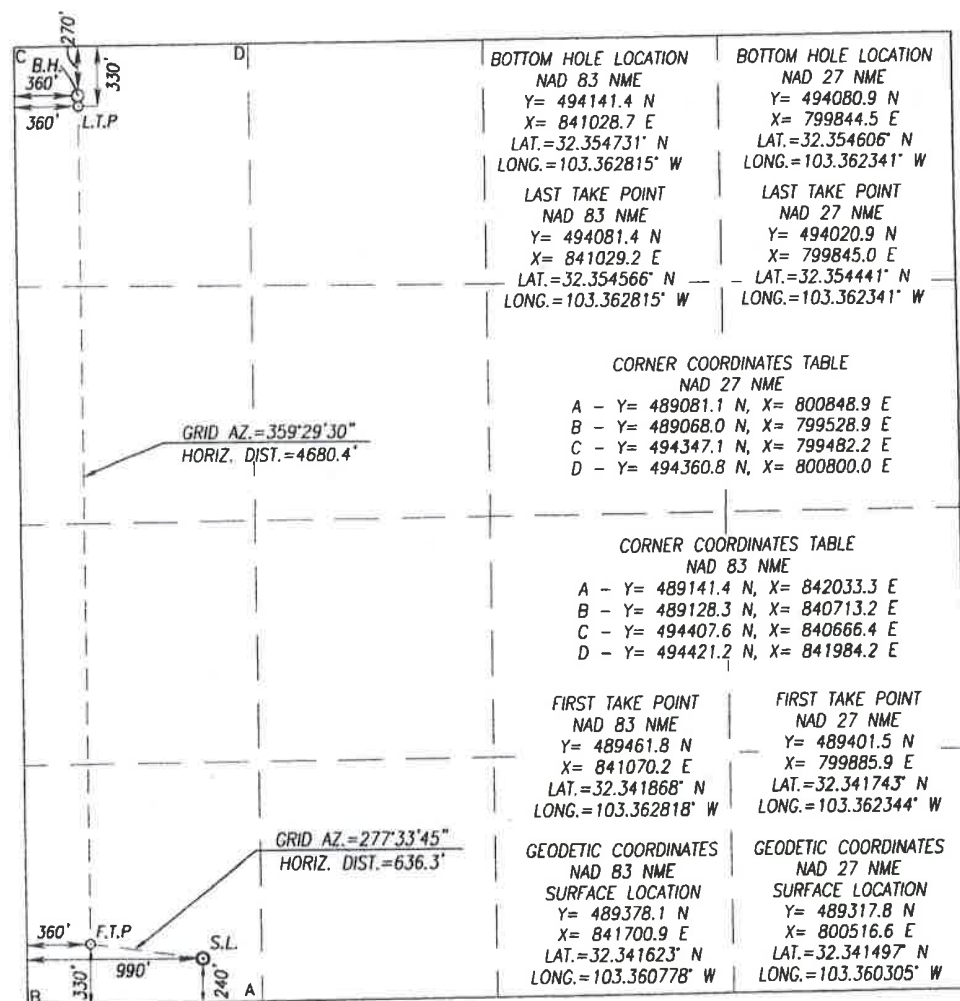 C
270'
D
B.H.
360'
330'
360'
L.T.P
BOTTOM HOLE LOCATION
NAD 83 NME
Y= 494141.4 N
X= 841028.7 E
LAT.=32.354731° N
LONG.=103.362815° W
BOTTOM HOLE LOCATION
NAD 27 NME
Y= 494080.9 N
X= 799844.5 E
LAT.=32.354606° N
LONG.=103.362341° W
LAST TAKE POINT
NAD 83 NME
Y= 494081.4 N
X= 841029.2 E
LAT.=32.354566° N
LONG.=103.362815° W
LAST TAKE POINT
NAD 27 NME
Y= 494020.9 N
X= 799845.0 E
LAT.=32.354441° N
LONG.=103.362341° W
CORNER COORDINATES TABLE
NAD 27 NME
A - Y= 489081.1 N, X= 800848.9 E
B - Y= 489068.0 N, X= 799528.9 E
C - Y= 494347.1 N, X= 799482.2 E
D - Y= 494360.8 N, X= 800800.0 E
GRID AZ.=359°29'30"
HORIZ. DIST.=4680.4'
CORNER COORDINATES TABLE
NAD 83 NME
A - Y= 489141.4 N, X= 842033.3 E
B - Y= 489128.3 N, X= 840713.2 E
C - Y= 494407.6 N, X= 840666.4 E
D - Y= 494421.2 N, X= 841984.2 E
FIRST TAKE POINT
NAD 83 NME
Y= 489461.8 N
X= 841070.2 E
LAT.=32.341868° N
LONG.=103.362818° W
FIRST TAKE POINT
NAD 27 NME
Y= 489401.5 N
X= 799885.9 E
LAT.=32.341743° N
LONG.=103.362344° W
GRID AZ.=277°33'45"
HORIZ. DIST.=636.3'
GEODETIC COORDINATES
NAD 83 NME
SURFACE LOCATION
Y= 489378.1 N
X= 841700.9 E
LAT.=32.341623° N
LONG.=103.360778° W
GEODETIC COORDINATES
NAD 27 NME
SURFACE LOCATION
Y= 489317.8 N
X= 800516.6 E
LAT.=32.341497° N
LONG.=103.360305° W
360'
F.T.P
S.L.
990'
330'
240'
B
A